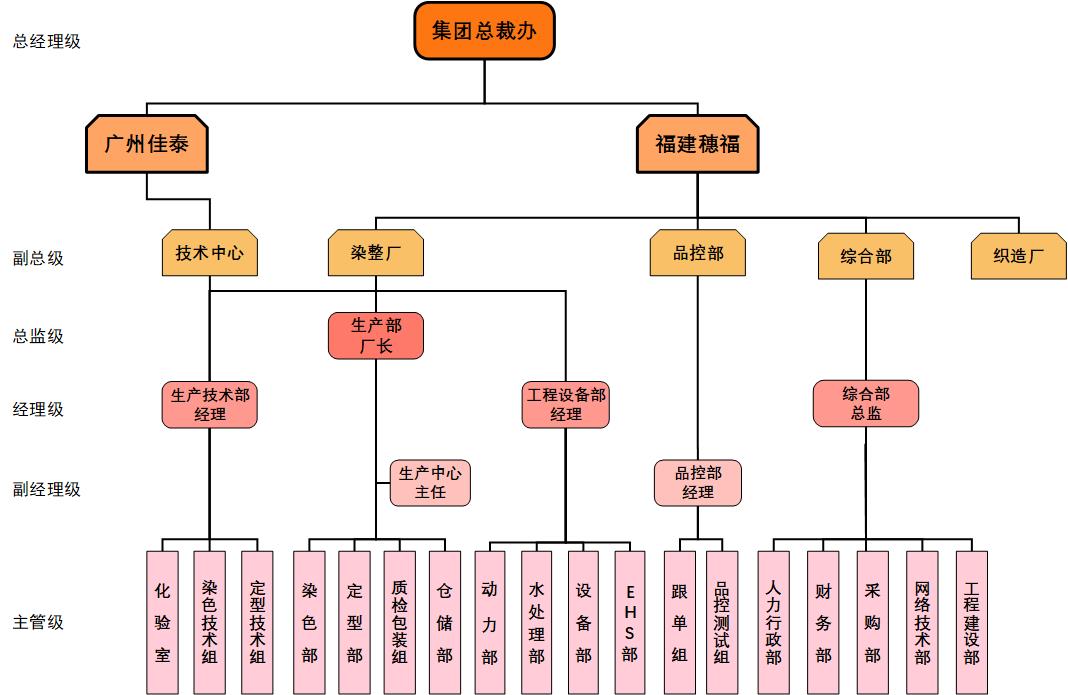 集团总裁办
总经理级
广州佳泰
福建穗福
副总级
技术中心
染整厂
品控部
综合部
织造厂
总监级
生产部
厂长
经理级
生产技术部
经理
工程设备部
经理
综合部
总监
副经理级
生产中心
主任
品控部
经理
主管级
化验室
染色技术组
定型技术组
染色部
定型部
质检包装组
仓储部
动力部
水处理部
设备部
EHS部
跟单组
品控测试组
人力行政部
财务部
采购部
网络技术部
工程建设部